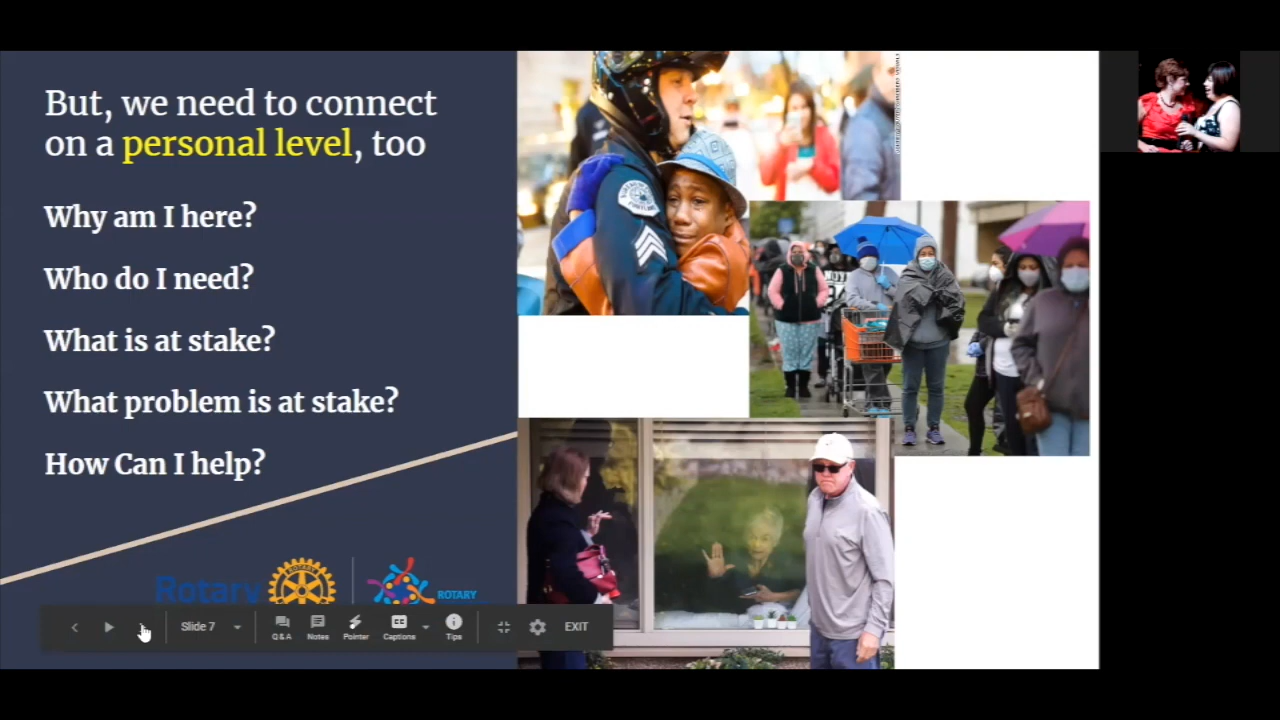 But, we need to connect
on a personal level, too
Why am I here?
Who do I need?
What is at stake?
What problem is at stake?
How Can I help?
Rotary
ROTARY
Slide 7
Q&A
Notes
Pointer
CC
Captions
Tips
EXIT